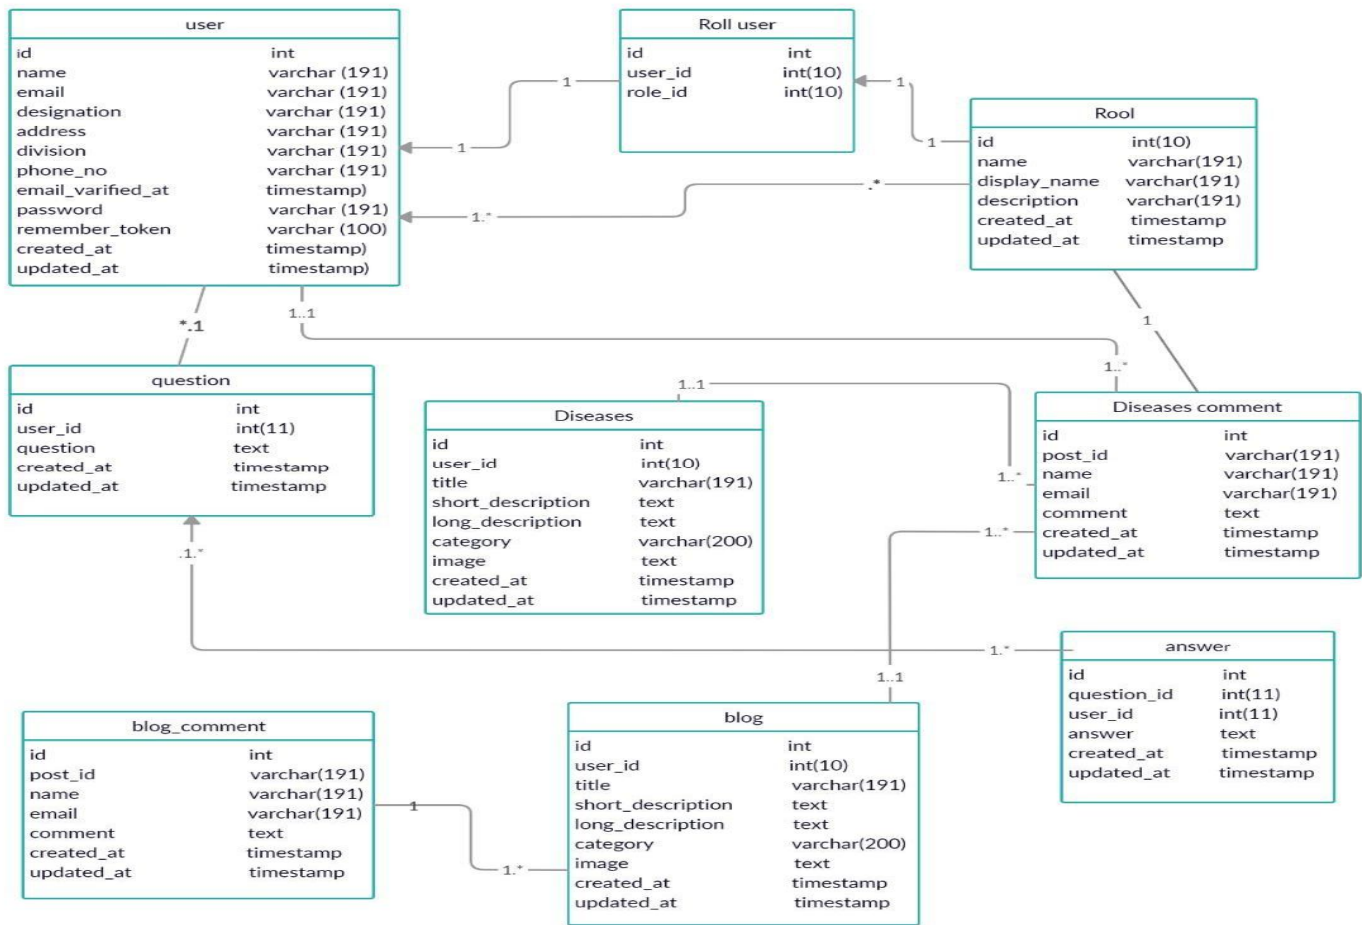 user
id int
name varchar (191)
email varchar (191)
designation varchar (191)
address varchar (191)
division varchar (191)
phone_no varchar (191)
email_varified_at timestamp)
password varchar (191)
remember_token varchar (100)
created_at timestamp)
updated_at timestamp)
Roll user
id int
user_id int(10)
role_id int(10)
Rool
id int(10)
name varchar(191)
display_name varchar(191)
description varchar(191)
created_at timestamp
updated_at timestamp
1
1
1
1
.*
1.*
*.1
1..1
1..*
1
question
id int
user_id int(11)
question text
created_at timestamp
updated_at timestamp
Diseases
id int
user_id int(10)
title varchar(191)
short_description text
long_description text
category varchar(200)
image text
created_at timestamp
updated_at timestamp
1..1
1..*
Diseases comment
id int
post_id varchar(191)
name varchar(191)
email varchar(191)
comment text
created_at timestamp
updated_at timestamp
1..*
1..1
.1.*
1.*
answer
id int
question_id int(11)
user_id int(11)
answer text
created_at timestamp
updated_at timestamp
blog_comment
id int
post_id varchar(191)
name varchar(191)
email varchar(191)
comment text
created_at timestamp
updated_at timestamp
1
1.*
blog
id int
user_id int(10)
title varchar(191)
short_description text
long_description text
category varchar(200)
image text
created_at timestamp
updated_at timestamp